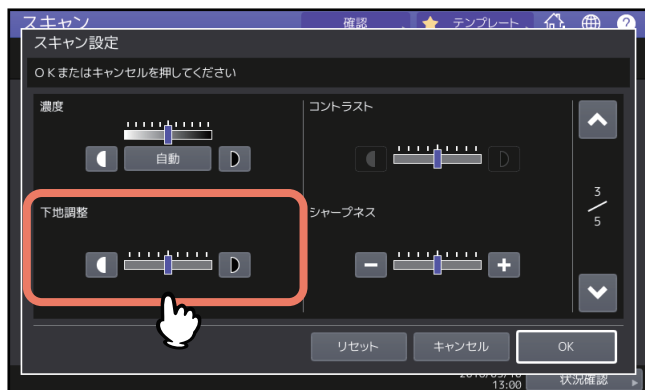 スキャン
確認
テンプレート
?
スキャン設定
OKまたはキャンセルを押してください
濃度
自動
コントラスト
下地調整
シャープネス
3
5
リセット
キャンセル
OK
13:00
状況確認